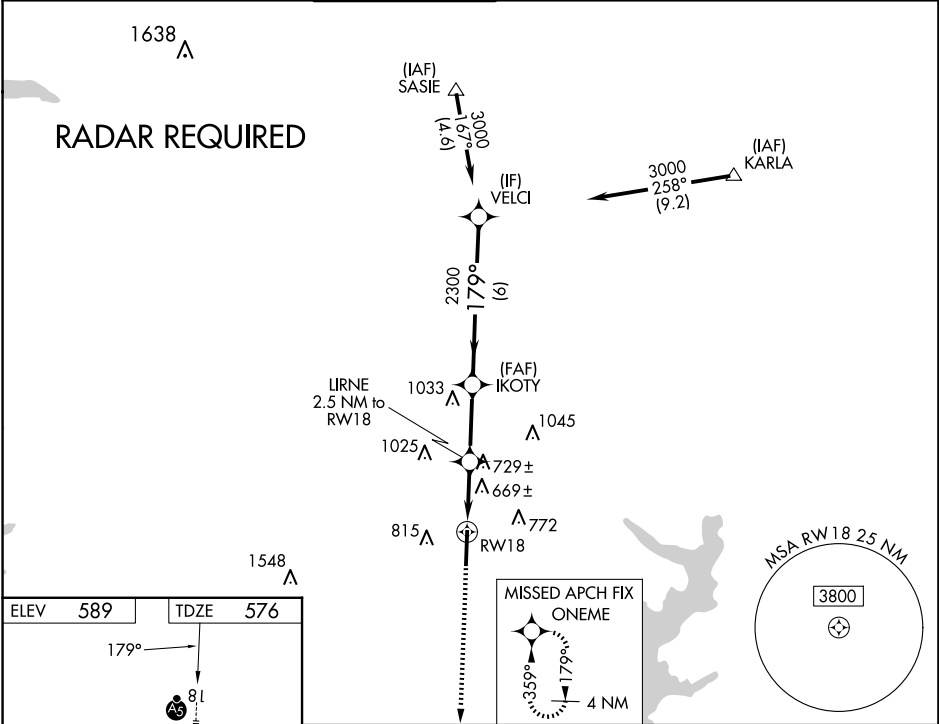 1638
(IAF)
SASIE
3000
167°
(4.6)
RADAR REQUIRED
(IAF)
KARLA
3000
258°
(9.2)
(IF)
VELCI
2300
179°
(6)
(FAF)
IKOTY
1033
LIRNE
2.5 NM to
RW18
1045
1025
729±
669±
772
815
RW18
1548
MSA RW18 25 NM
3800
MISSED APCH FIX
ONEME
359°
179°
4 NM
ELEV 589
TDZE 576
179°
18
A5